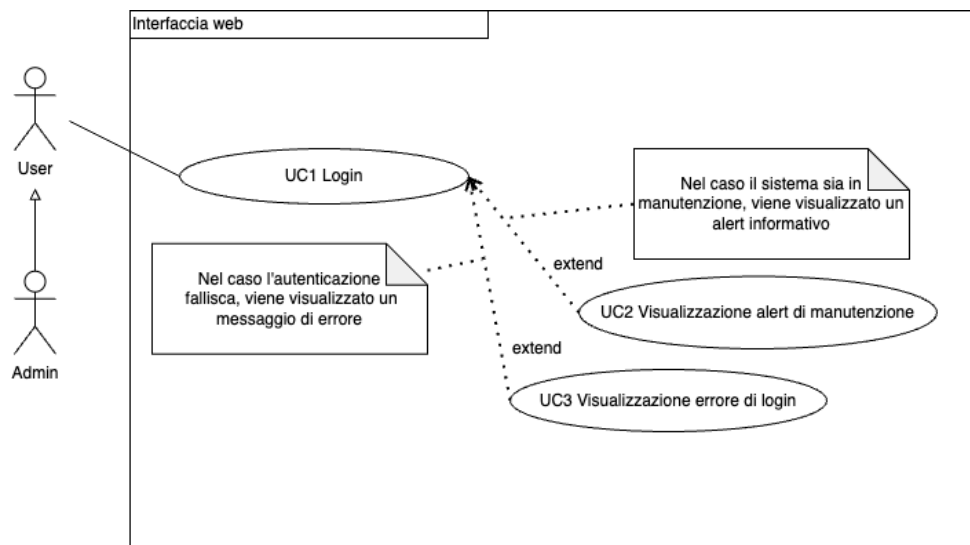 Interfaccia web
User
UC1 Login
Nel caso il sistema sia in
manutenzione, viene visualizzato un
alert informativo
Nel caso l'autenticazione
fallisca, viene visualizzato un
messaggio di errore
extend
UC2 Visualizzazione alert di manutenzione
extend
Admin
UC3 Visualizzazione errore di login